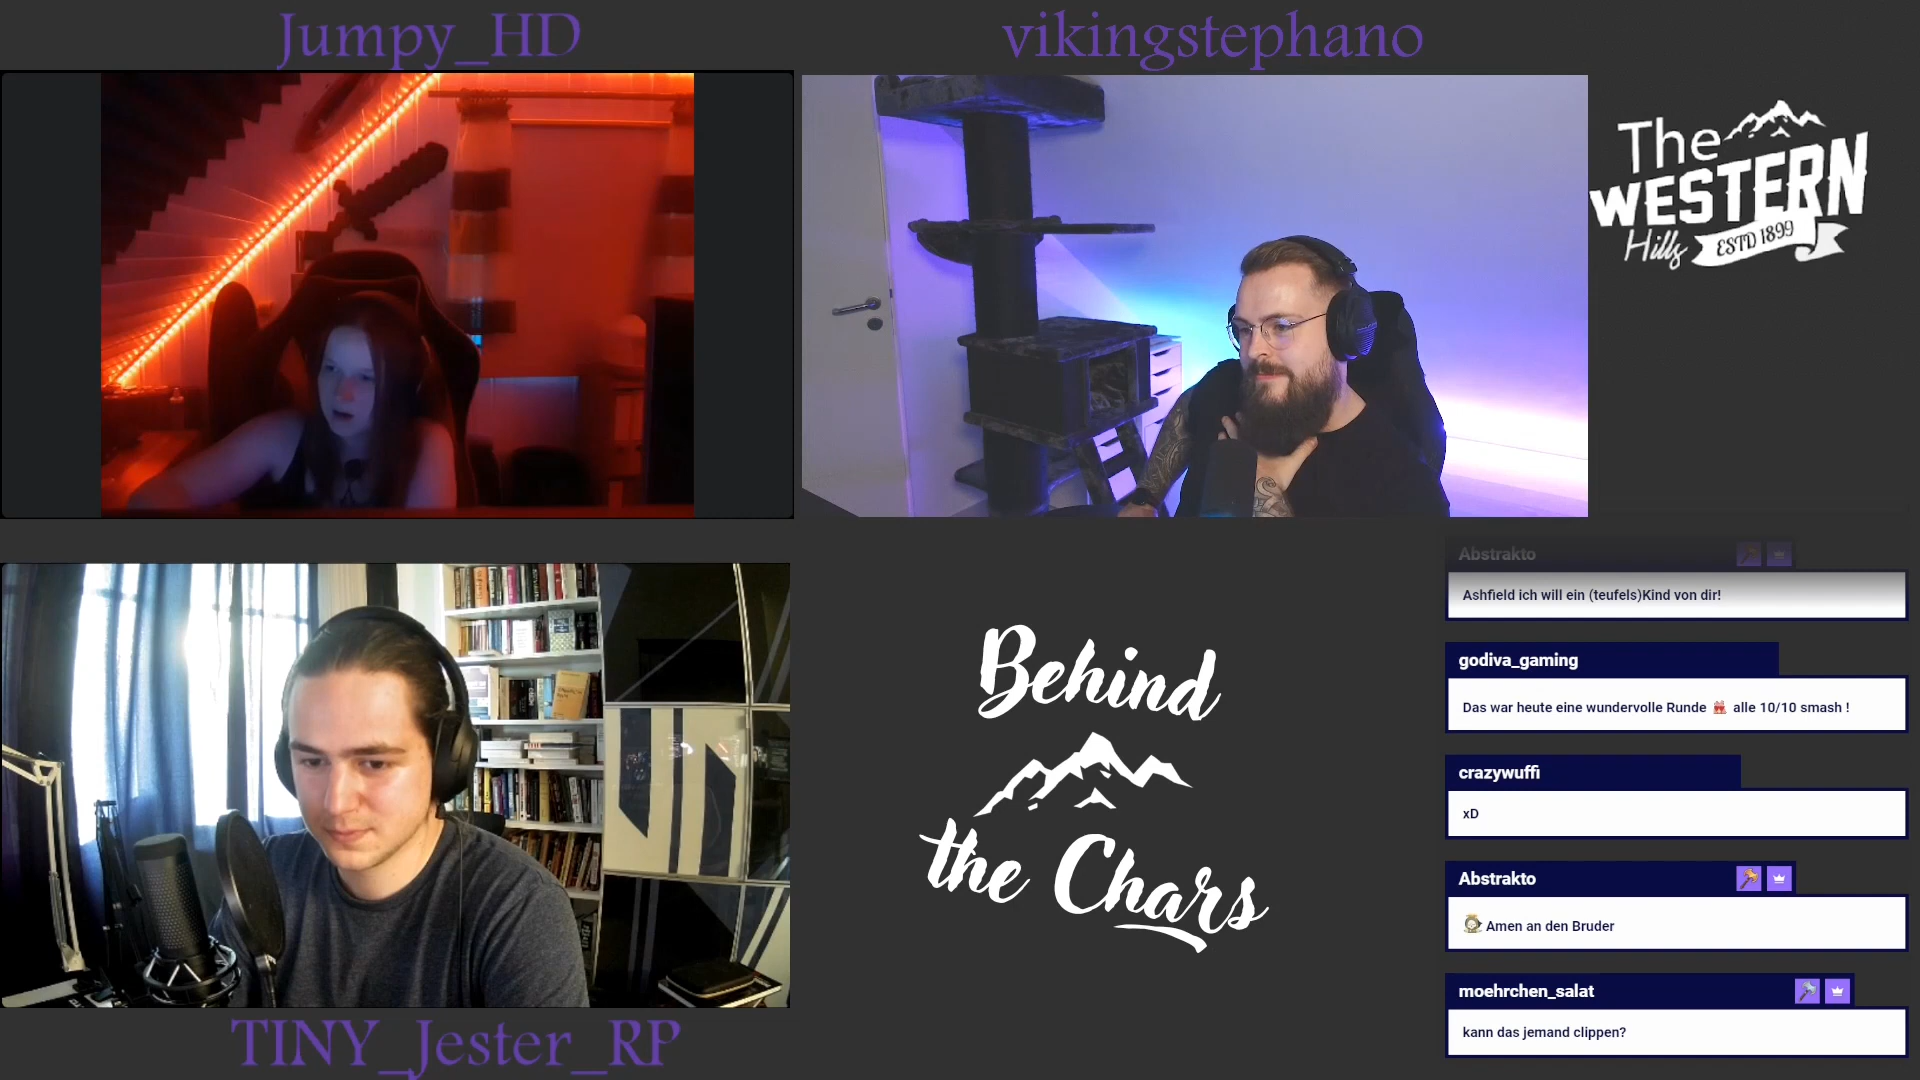 Jumpy_HD
vikingstephano
The
WESTERN
Hills
ESTD 1899
Abstrakto
Ashfield ich will ein (teufels)Kind von dir!
godiva_gaming
Das war heute eine wundervolle Runde alle 10/10 smash !
crazywuffi
xD
Abstrakto
Amen an den Bruder
moehrchen_salat
kann das jemand clippen?
Behind
the Chars
TINY_Jester_RP